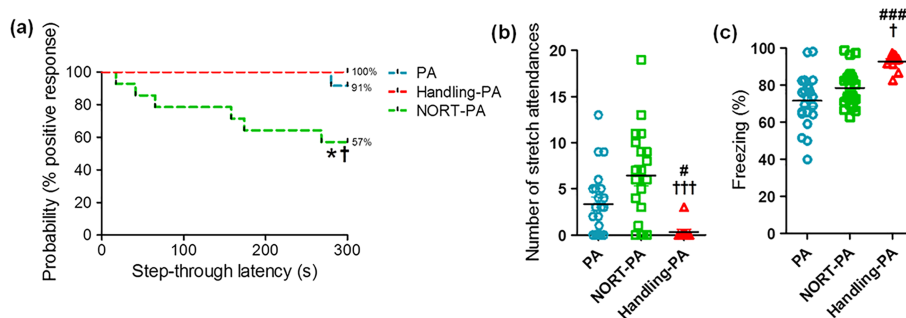 (a)
Probability (% positive response)
100
80
60
40
20
0
0
100
200
300
Step-through latency (s)
100%
91%
57%
*†
PA
Handling-PA
NORT-PA
(b)
Number of stretch attendances
20
15
10
5
0
#
†††
PA
NORT-PA
Handling-PA
(c)
Freezing (%)
100
80
60
40
20
0
###
†
PA
NORT-PA
Handling-PA